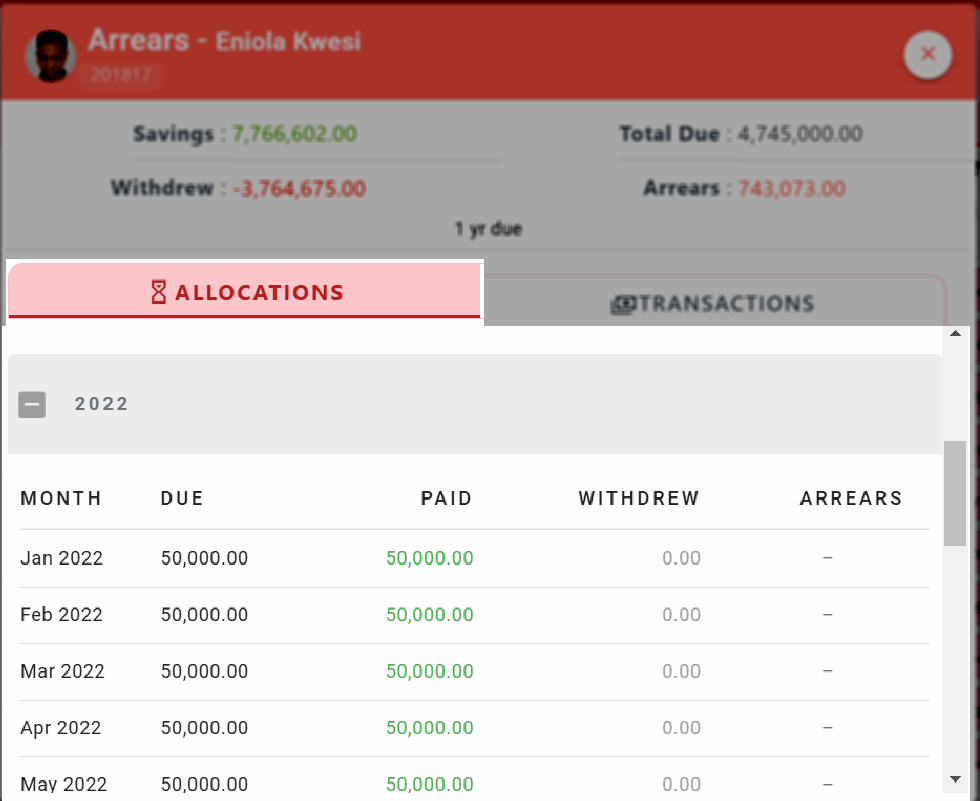 Arrears - Eniola Kwesi
201817
Savings : 7,766,602.00
Total Due : 4,745,000.00
Withdrew : -3,764,675.00
Arrears : 743,073.00
1 yr due
ALLOCATIONS
TRANSACTIONS
2022
MONTH DUE PAID WITHDREW ARREARS
Jan 2022 50,000.00 50,000.00 0.00 –
Feb 2022 50,000.00 50,000.00 0.00 –
Mar 2022 50,000.00 50,000.00 0.00 –
Apr 2022 50,000.00 50,000.00 0.00 –
May 2022 50,000.00 50,000.00 0.00 –